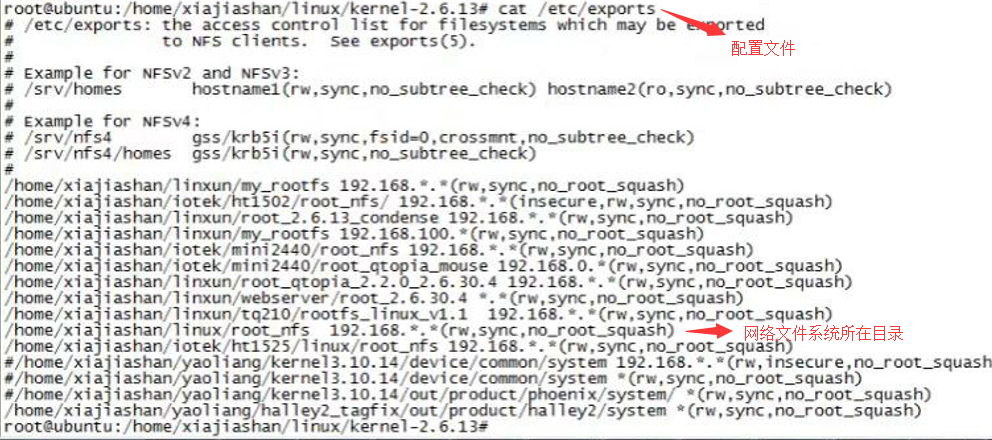 root@ubuntu:/home/xiajiashan/linux/kernel-2.6.13# cat /etc/exports
# /etc/exports: the access control list for filesystems which may be exported
#               to NFS clients.  See exports(5).
配置文件
#
# Example for NFSv2 and NFSv3:
# /srv/homes       hostname1(rw,sync,no_subtree_check) hostname2(ro,sync,no_subtree_check)
#
# Example for NFSv4:
# /srv/nfs4        gss/krb5i(rw,sync,fsid=0,crossmnt,no_subtree_check)
# /srv/nfs4/homes  gss/krb5i(rw,sync,no_subtree_check)
#
/home/xiajiashan/linxun/my_rootfs 192.168.*.*(rw,sync,no_root_squash)
/home/xiajiashan/iotek/ht1502/root_nfs/ 192.168.*.*(insecure,rw,sync,no_root_squash)
/home/xiajiashan/linxun/root_2.6.13_condense 192.168.*.*(rw,sync,no_root_squash)
/home/xiajiashan/linxun/my_rootfs 192.168.100.*(rw,sync,no_root_squash)
/home/xiajiashan/iotek/mini2440/root_nfs 192.168.*.*(rw,sync,no_root_squash)
/home/xiajiashan/iotek/mini2440/root_qtopia_mouse 192.168.0.*(rw,sync,no_root_squash)
/home/xiajiashan/linxun/root_qtopia_2.2.0_2.6.30.4 192.168.*.*(rw,sync,no_root_squash)
/home/xiajiashan/linxun/webserver/root_2.6.30.4 *.*(rw,sync,no_root_squash)
/home/xiajiashan/linxun/tq210/rootfs_linux_v1.1  192.168.*.*(rw,sync,no_root_squash)
/home/xiajiashan/linux/root_nfs  192.168.*.*(rw,sync,no_root_squash)
网络文件系统所在目录
/home/xiajiashan/iotek/ht1525/linux/root_nfs 192.168.*.*(rw,sync,no_root_squash)
#/home/xiajiashan/yaoliang/kernel3.10.14/device/common/system 192.168.*.*(rw,insecure,no_root_squash
/home/xiajiashan/yaoliang/kernel3.10.14/device/common/system *(rw,sync,no_root_squash)
#/home/xiajiashan/yaoliang/kernel3.10.14/out/product/phoenix/system/ *(rw,sync,no_root_squash)
/home/xiajiashan/yaoliang/halley2_tagfix/out/product/halley2/system *(rw,sync,no_root_squash)
root@ubuntu:/home/xiajiashan/linux/kernel-2.6.13#